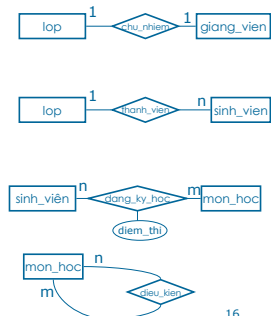 1 1
lop chu_nhiem giang_vien
1 n
lop thanh_vien sinh_vien
n m
sinh_viên dang_ky_hoc mon_hoc
diem_thi
mon_hoc n
m dieu_kien
16